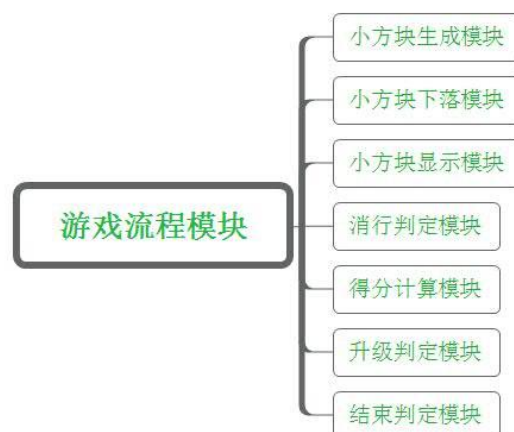 小方块生成模块
小方块下落模块
小方块显示模块
游戏流程模块
消行判定模块
得分计算模块
升级判定模块
结束判定模块